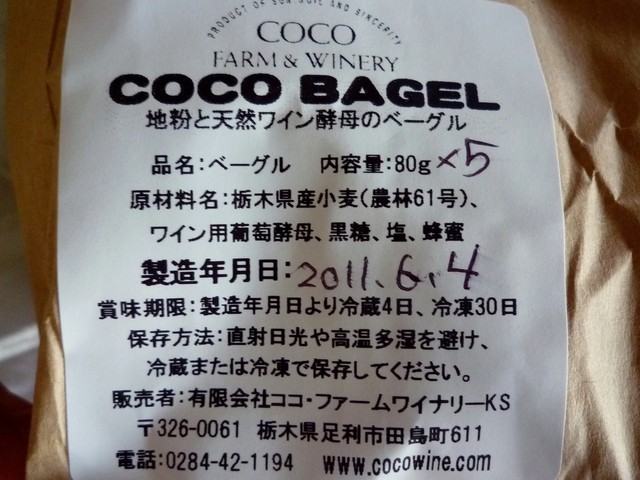 PRODUCT OF SUN, SOIL AND SINCERITY
COCO
FARM & WINERY
COCO BAGEL
地粉と天然ワイン酵母のベーグル
品名:ベーグル 内容量:80g×5
原材料名:栃木県産小麦(農林61号)、
ワイン用葡萄酵母、黒糖、塩、蜂蜜
製造年月日:2011.6.4
賞味期限:製造年月日より冷蔵4日、冷凍30日
保存方法:直射日光や高温多湿を避け、
冷蔵または冷凍で保存してください。
販売者:有限会社ココ・ファームワイナリーKS
〒326-0061 栃木県足利市田島町611
電話:0284-42-1194 www.cocowine.com